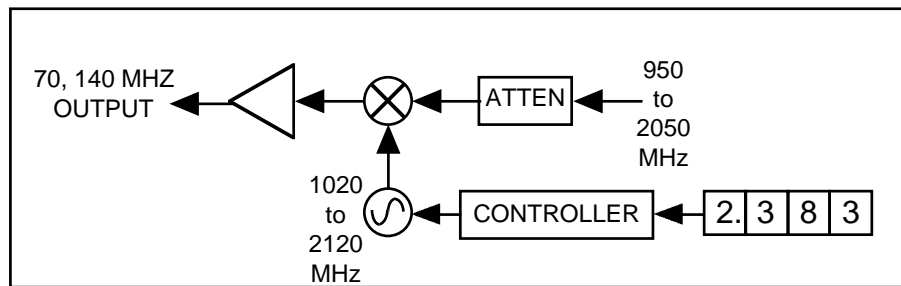 70, 140 MHZ
OUTPUT
ATTEN
950
to
2050
MHz
1020
to
2120
MHz
CONTROLLER
2. 3 8 3